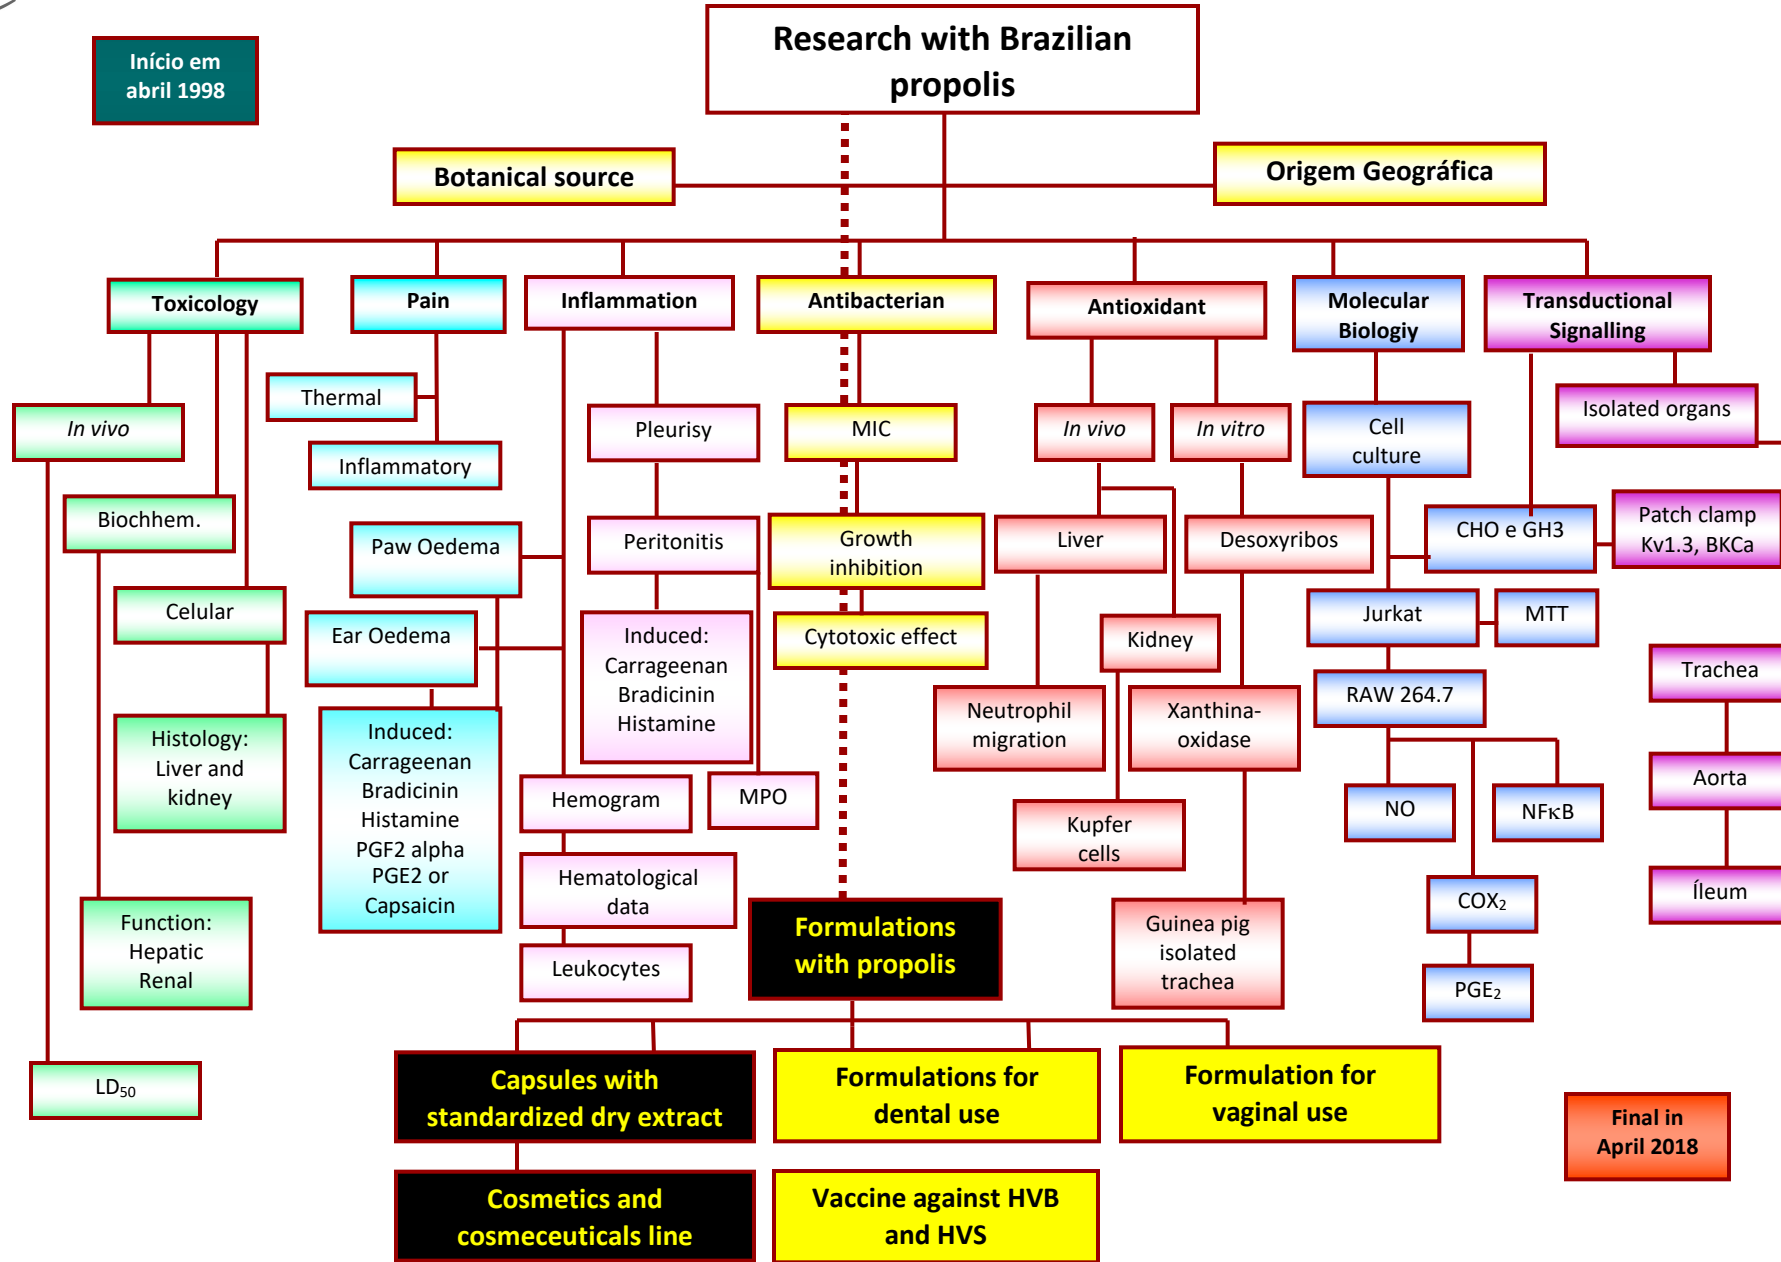 Research with Brazilian
propolis
Início em
abril 1998
Botanical source
Origem Geográfica
Toxicology
Pain
Inflammation
Antibacterian
Antioxidant
Molecular
Biologiy
Transductional
Signalling
Thermal
Inflammatory
In vivo
Biochhem.
Celular
Histology:
Liver and
kidney
Function:
Hepatic
Renal
LD₅₀
Paw Oedema
Ear Oedema
Induced:
Carrageenan
Bradicinin
Histamine
PGF2 alpha
PGE2 or
Capsaicin
Pleurisy
Peritonitis
Induced:
Carrageenan
Bradicinin
Histamine
MPO
Hemogram
Hematological
data
Leukocytes
MIC
Growth
inhibition
Cytotoxic effect
In vivo
In vitro
Liver
Desoxyribos
Kidney
Neutrophil
migration
Xanthina-
oxidase
Kupfer
cells
Guinea pig
isolated
trachea
Cell
culture
CHO e GH3
Jurkat
MTT
RAW 264.7
NO
NFκB
COX₂
PGE₂
Isolated organs
Patch clamp
Kv1.3, BKCa
Trachea
Aorta
Íleum
Formulations
with propolis
Capsules with
standardized dry extract
Formulations for
dental use
Formulation for
vaginal use
Cosmetics and
cosmeceuticals line
Vaccine against HVB
and HVS
Final in
April 2018